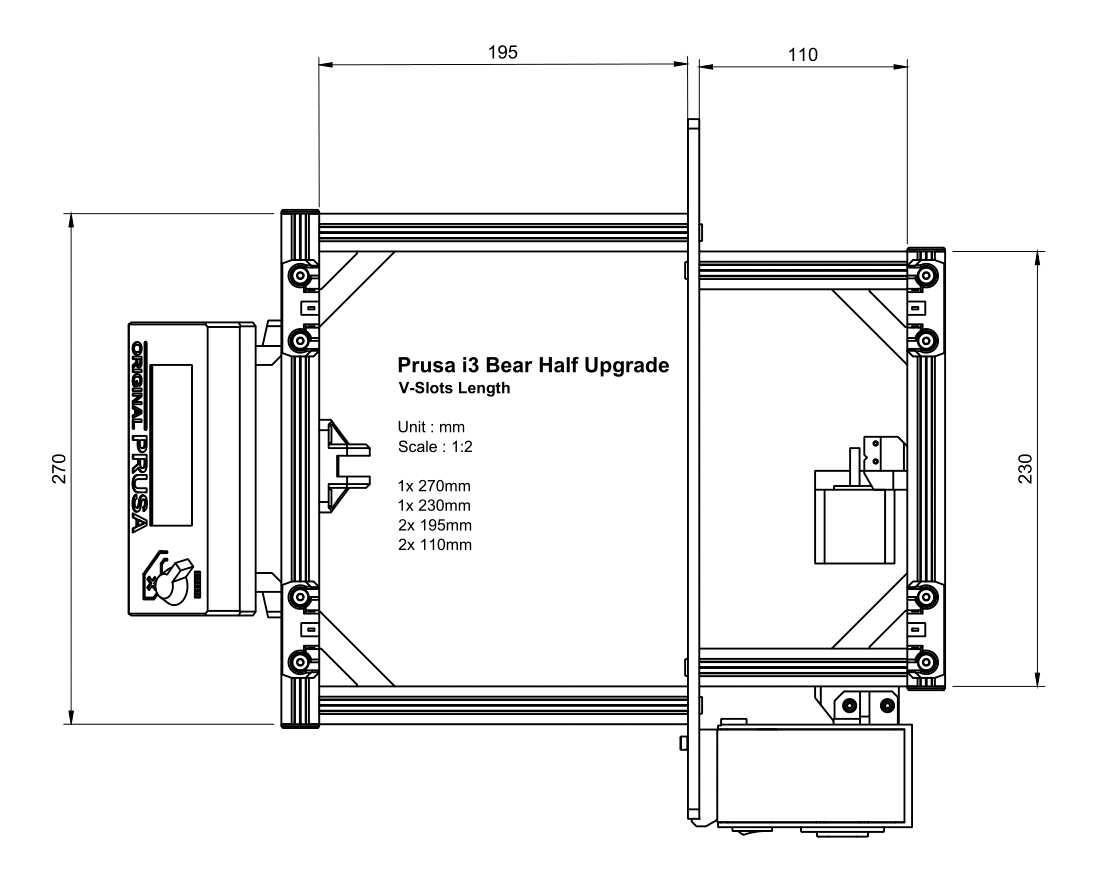 195
110
270
ORIGINAL PRUSA
Prusa i3 Bear Half Upgrade
V-Slots Length
Unit : mm
Scale : 1:2
1x 270mm
1x 230mm
2x 195mm
2x 110mm
230